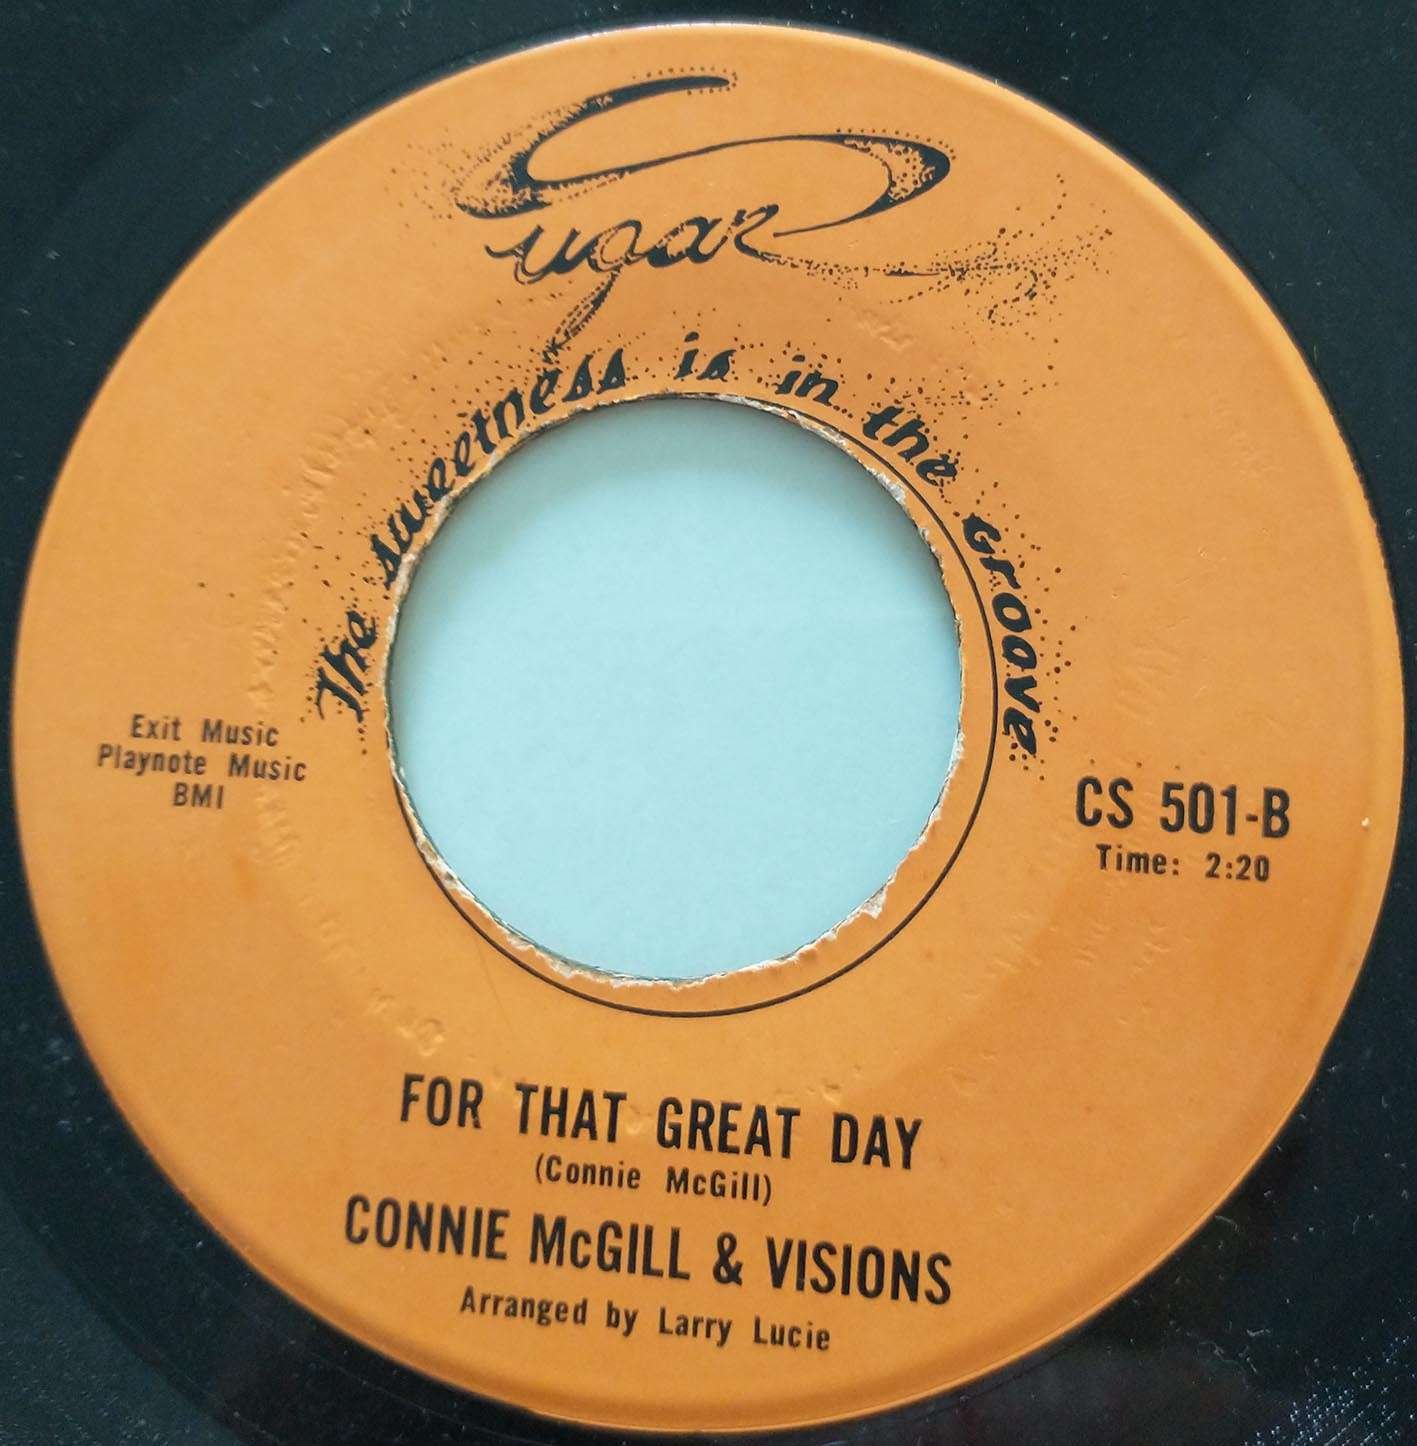 Sugar
The sweetness is in the Groove
Exit Music
Playnote Music
BMI
CS 501-B
Time: 2:20
FOR THAT GREAT DAY
(Connie McGill)
CONNIE McGILL & VISIONS
Arranged by Larry Lucie